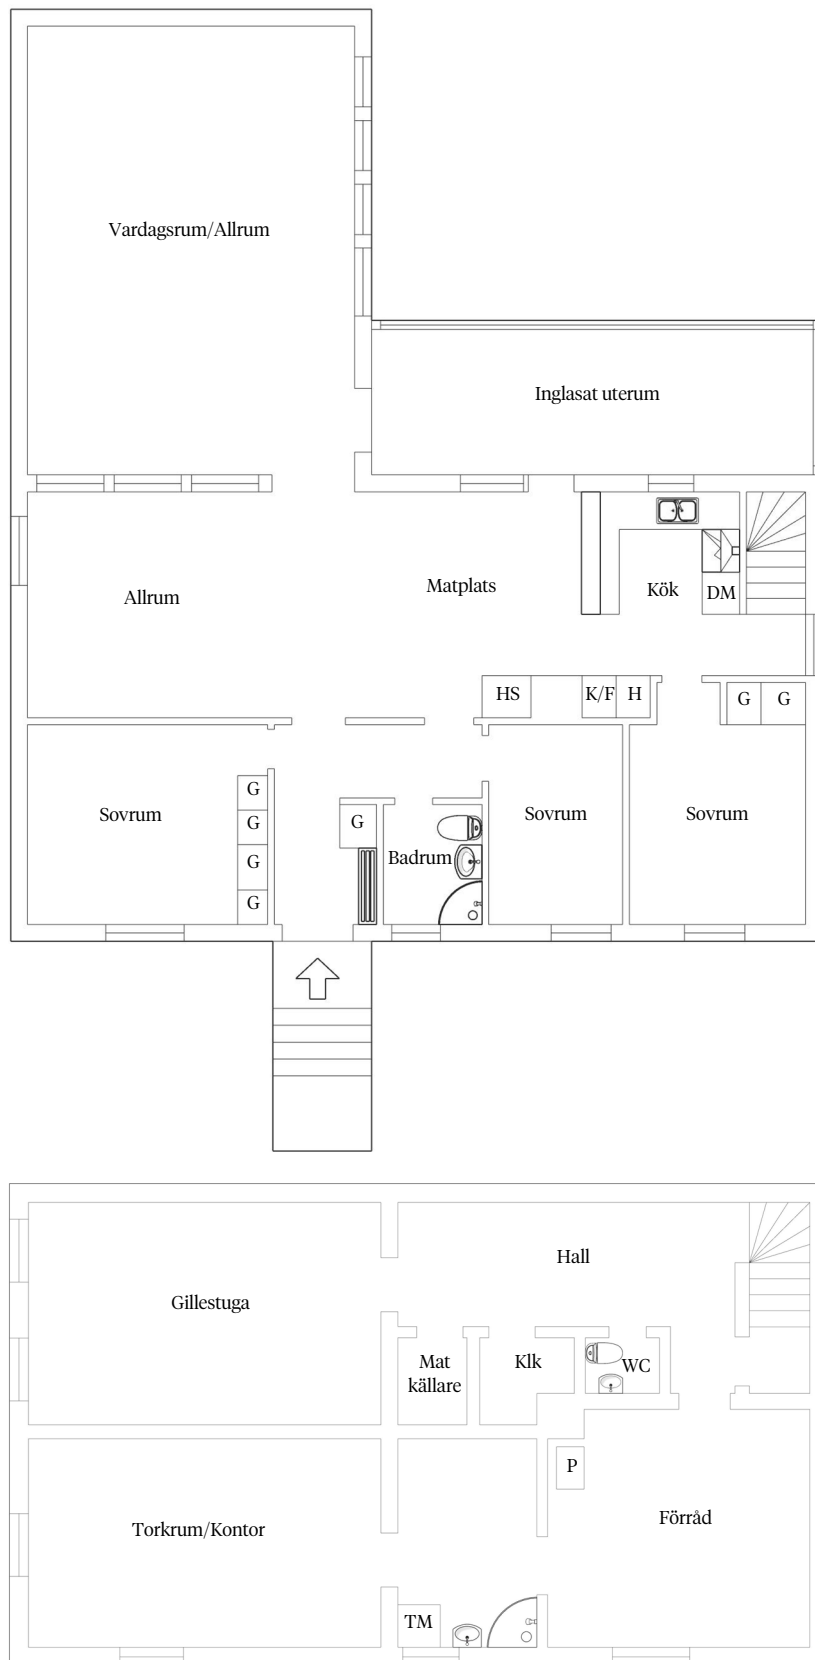 Vardagsrum/Allrum
Inglasat uterum
Allrum
Matplats
Kök
DM
HS
K/F
H
G
G
Sovrum
G
G
G
G
G
Badrum
Sovrum
Sovrum
Hall
Gillestuga
Mat
källare
Klk
WC
P
Torkrum/Kontor
Förråd
TM